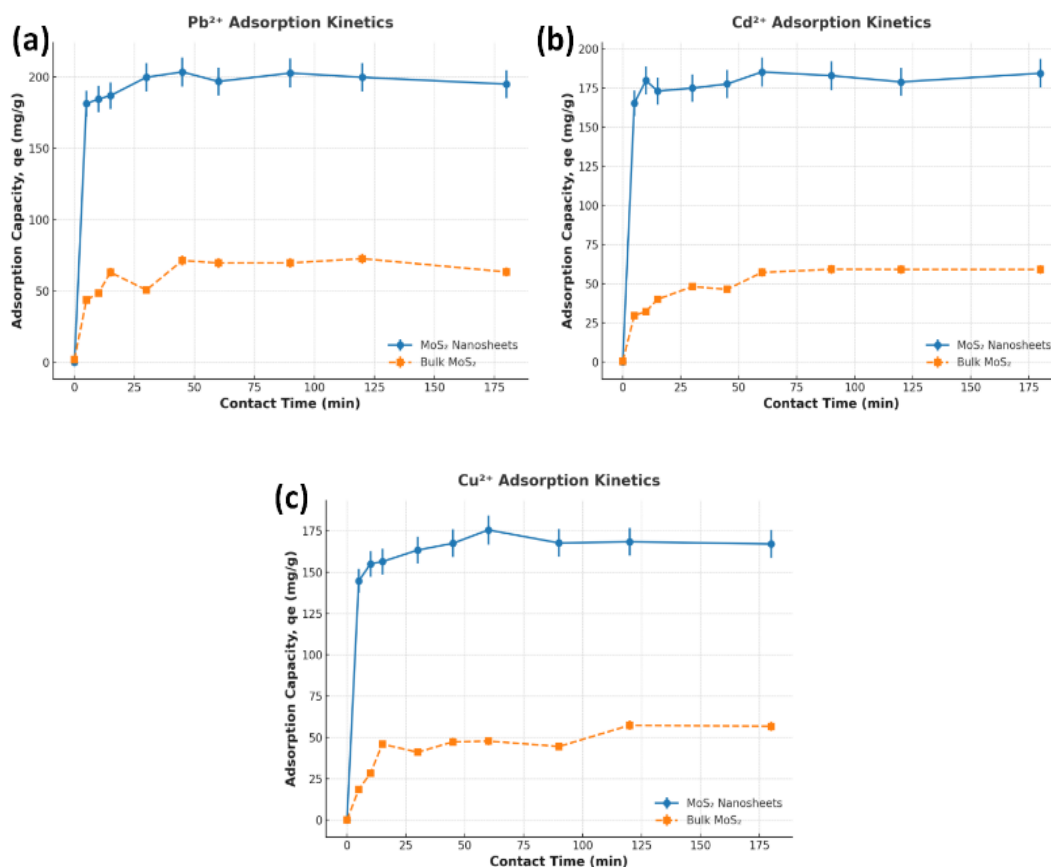 (a)
Pb²⁺ Adsorption Kinetics
Adsorption Capacity, qe (mg/g)
200
150
100
50
0
MoS₂ Nanosheets
Bulk MoS₂
0 25 50 75 100 125 150 175
Contact Time (min)
(b)
Cd²⁺ Adsorption Kinetics
Adsorption Capacity, qe (mg/g)
200
175
150
125
100
75
50
25
0
MoS₂ Nanosheets
Bulk MoS₂
0 25 50 75 100 125 150 175
Contact Time (min)
(c)
Cu²⁺ Adsorption Kinetics
Adsorption Capacity, qe (mg/g)
175
150
125
100
75
50
25
0
MoS₂ Nanosheets
Bulk MoS₂
0 25 50 75 100 125 150 175
Contact Time (min)